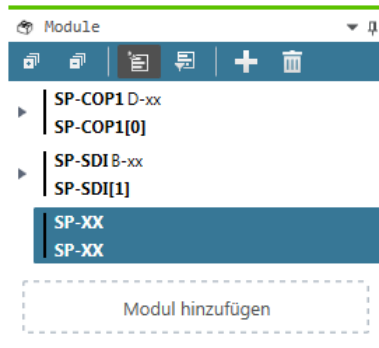 Module
SP-COP1 D-xx
SP-COP1[0]
SP-SDI B-xx
SP-SDI[1]
SP-XX
SP-XX
Modul hinzufügen